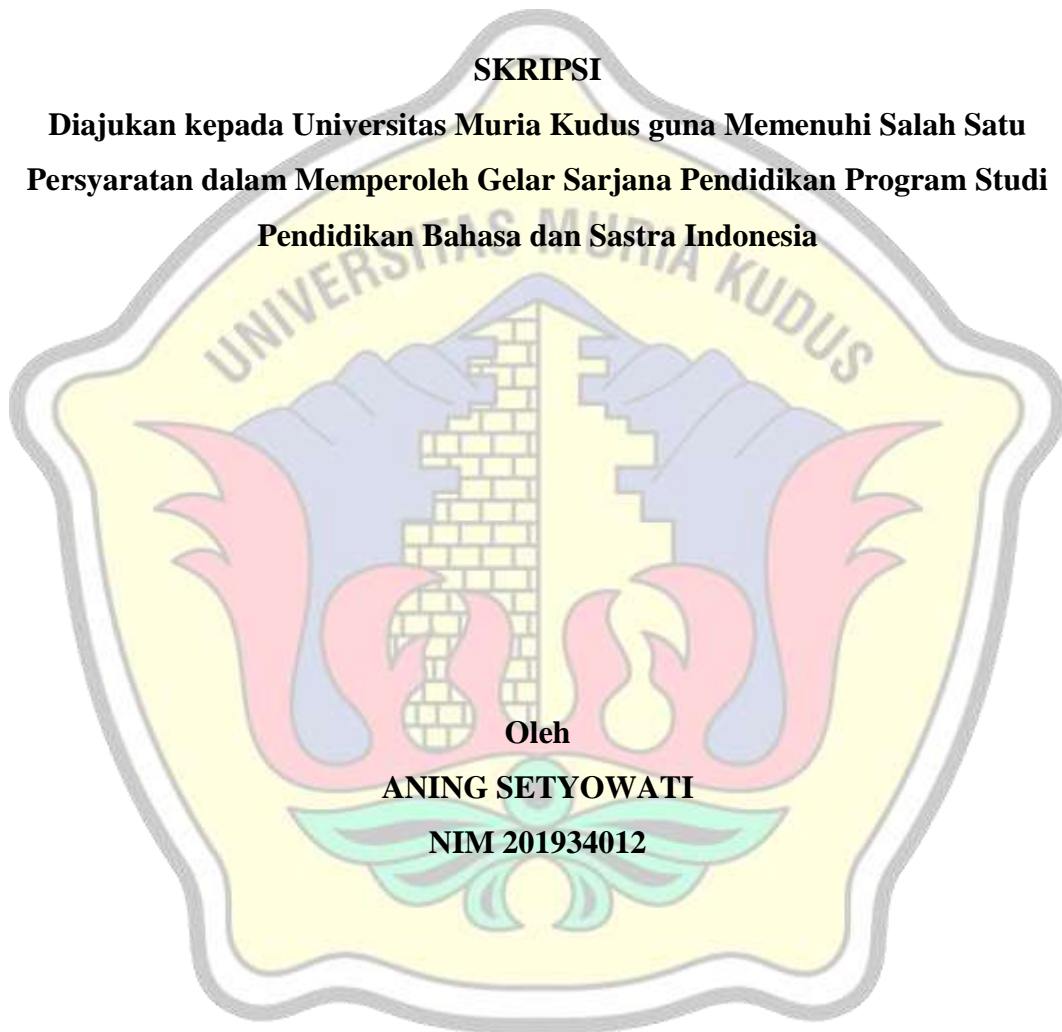 SKRIPSI
Diajukan kepada Universitas Muria Kudus guna Memenuhi Salah Satu
Persyaratan dalam Memperoleh Gelar Sarjana Pendidikan Program Studi
Pendidikan Bahasa dan Sastra Indonesia
UNIVERSITAS MURIA KUDUS
Oleh
ANING SETYOWATI
NIM 201934012